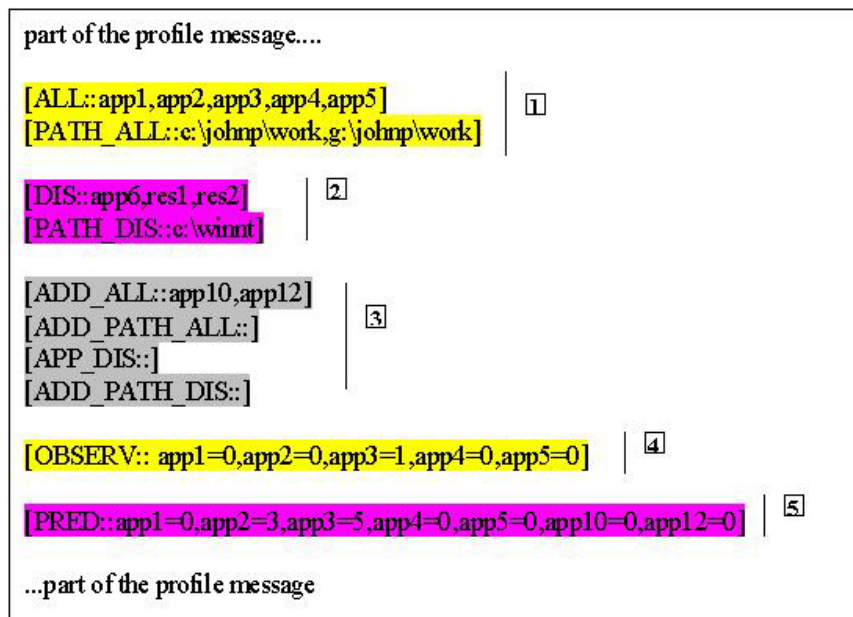 part of the profile message....
[ALL::app1,app2,app3,app4,app5]
[PATH_ALL::c:\johnp\work,g:\johnp\work]
1
[DIS::app6,res1,res2]
[PATH_DIS::c:\winnt]
2
[ADD_ALL::app10,app12]
[ADD_PATH_ALL::]
[APP_DIS::]
[ADD_PATH_DIS::]
3
[OBSERV:: app1=0,app2=0,app3=1,app4=0,app5=0]
4
[PRED::app1=0,app2=3,app3=5,app4=0,app5=0,app10=0,app12=0]
5
...part of the profile message